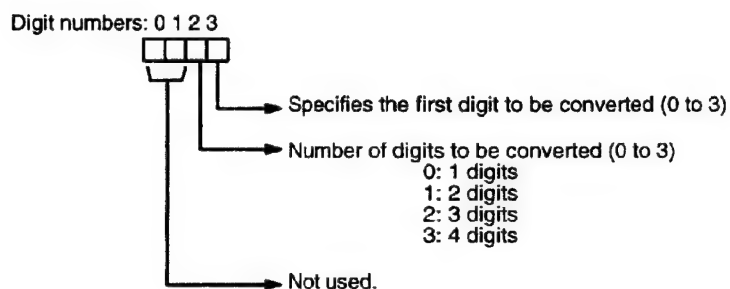 Digit numbers: 0 1 2 3
Specifies the first digit to be converted (0 to 3)
Number of digits to be converted (0 to 3)
0: 1 digits
1: 2 digits
2: 3 digits
3: 4 digits
Not used.